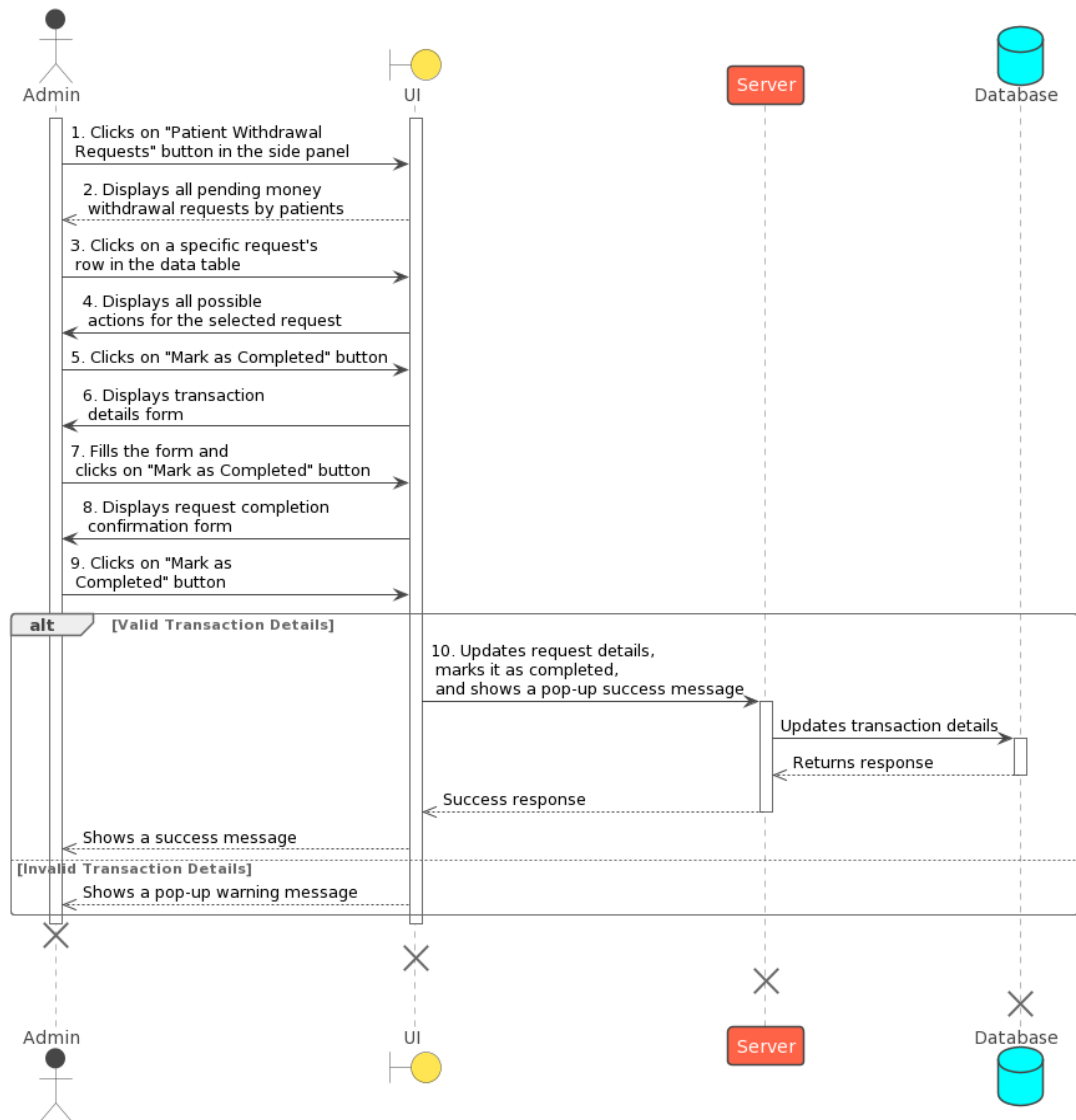 Admin
UI
Server
Database
1. Clicks on "Patient Withdrawal
Requests" button in the side panel
2. Displays all pending money
withdrawal requests by patients
3. Clicks on a specific request's
row in the data table
4. Displays all possible
actions for the selected request
5. Clicks on "Mark as Completed" button
6. Displays transaction
details form
7. Fills the form and
clicks on "Mark as Completed" button
8. Displays request completion
confirmation form
9. Clicks on "Mark as
Completed" button
alt [Valid Transaction Details]
10. Updates request details,
marks it as completed,
and shows a pop-up success message
Updates transaction details
Returns response
Success response
Shows a success message
[Invalid Transaction Details]
Shows a pop-up warning message
Admin
UI
Server
Database